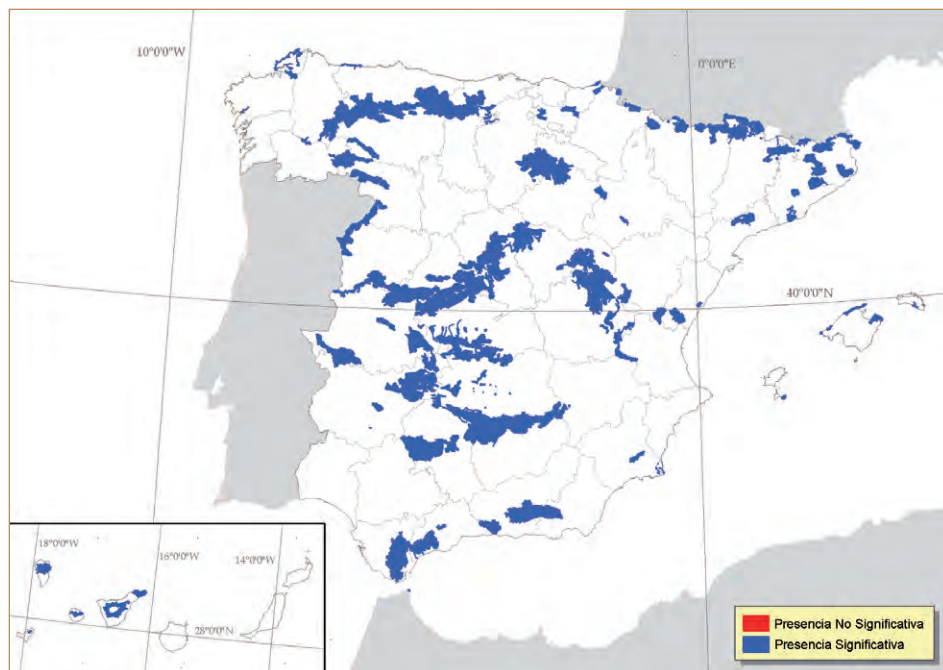 10°0'0"W
0°0'0"E
40°0'0"N
18°0'0"W
16°0'0"W
14°0'0"W
28°0'0"N
Presencia No Significativa
Presencia Significativa